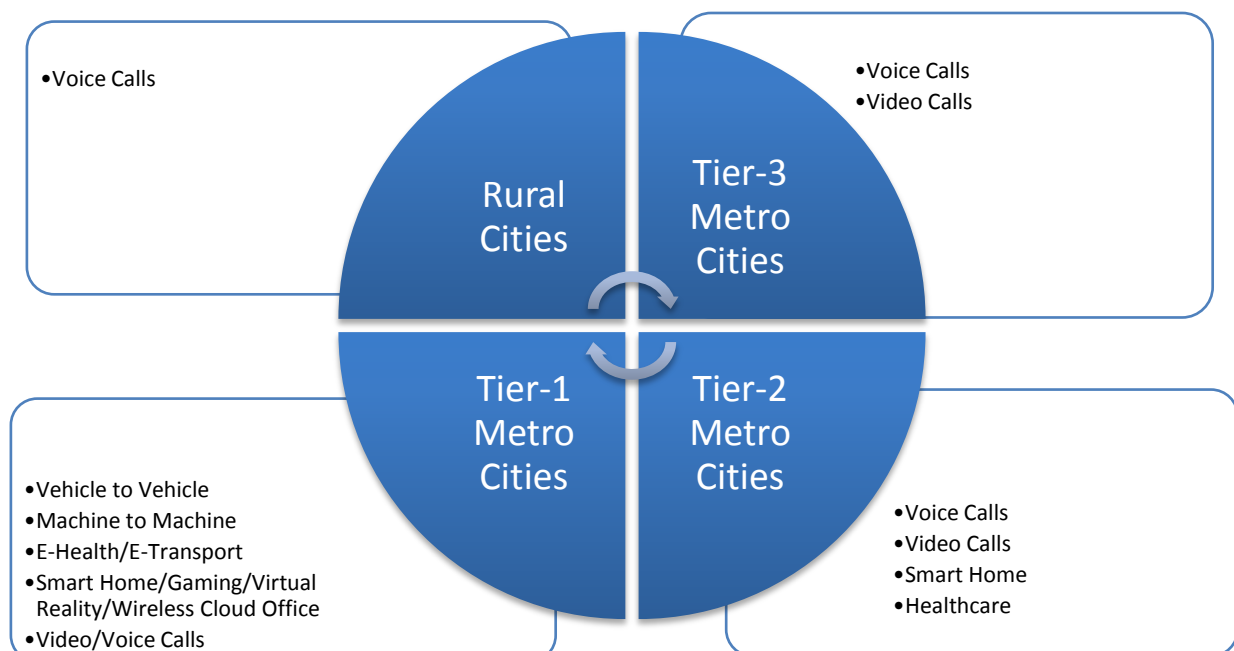 •Voice Calls
Rural
Cities
•Voice Calls
•Video Calls
Tier-3
Metro
Cities
•Vehicle to Vehicle
•Machine to Machine
•E-Health/E-Transport
•Smart Home/Gaming/Virtual
Reality/Wireless Cloud Office
•Video/Voice Calls
Tier-1
Metro
Cities
Tier-2
Metro
Cities
•Voice Calls
•Video Calls
•Smart Home
•Healthcare